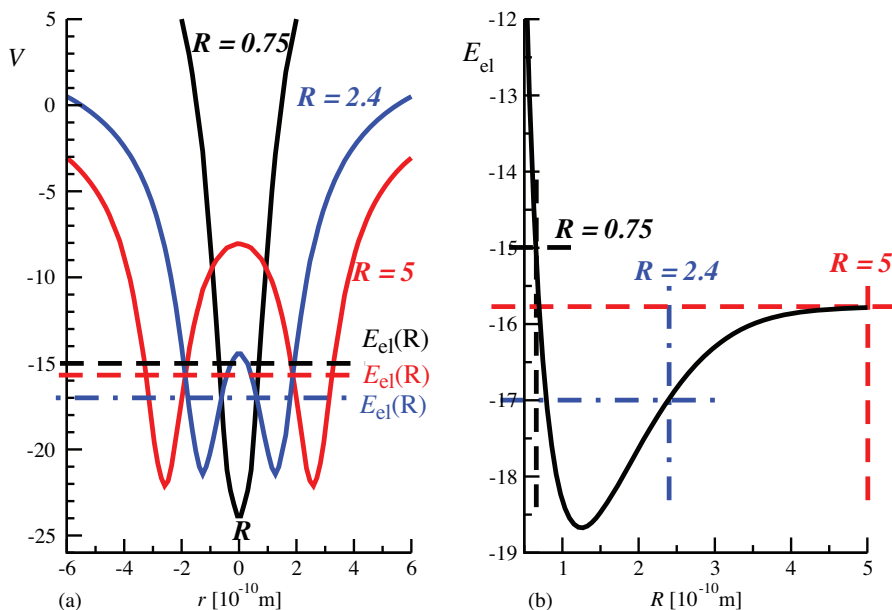 V
5
0
-5
-10
-15
-20
-25
R = 0.75
R = 2.4
R = 5
E_el(R)
E_el(R)
E_el(R)
R
-6 -4 -2 0 2 4 6
(a) r [10^-10 m]
-12
E_el
-13
-14
-15
-16
-17
-18
-19
R = 0.75
R = 2.4
R = 5
1 2 3 4 5
(b) R [10^-10 m]